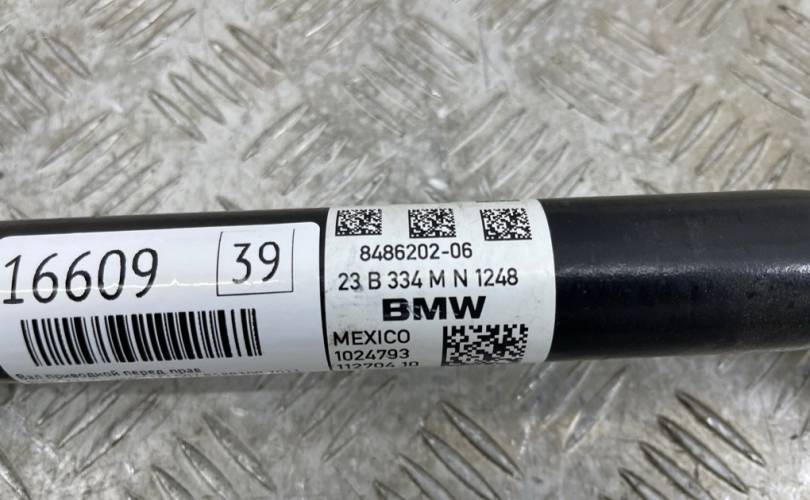 16609
39
Вал приводной перед прав
8486202-06
23 B 334 M N 1248
BMW
MEXICO
1024793